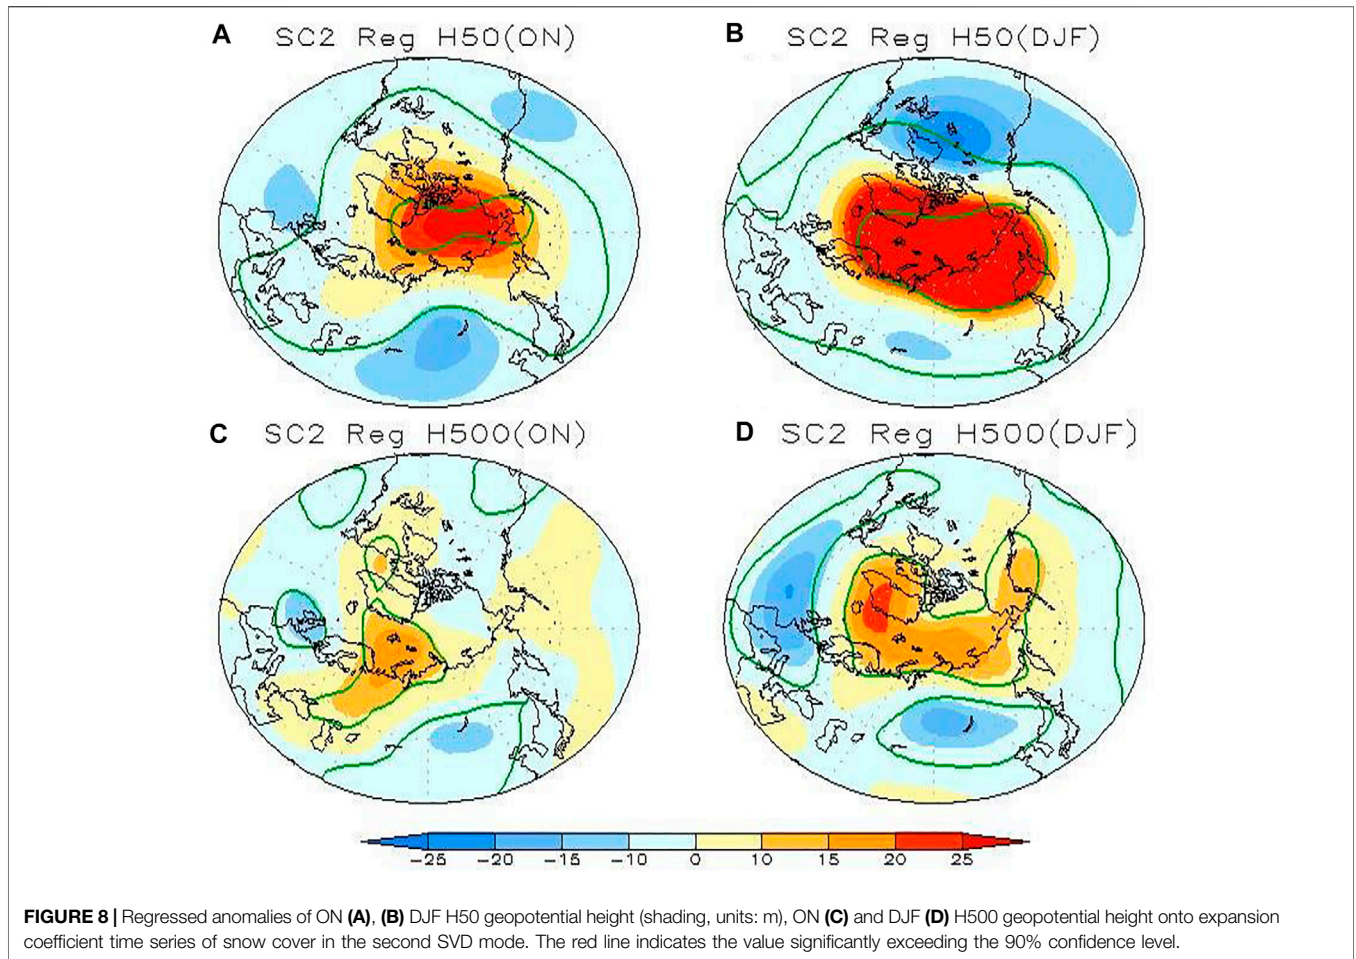 A SC2 Reg H50(ON)
B SC2 Reg H50(DJF)
C SC2 Reg H500(ON)
D SC2 Reg H500(DJF)
-25 -20 -15 -10 0 10 15 20 25
FIGURE 8 | Regressed anomalies of ON (A), (B) DJF H50 geopotential height (shading, units: m), ON (C) and DJF (D) H500 geopotential height onto expansion
coefficient time series of snow cover in the second SVD mode. The red line indicates the value significantly exceeding the 90% confidence level.